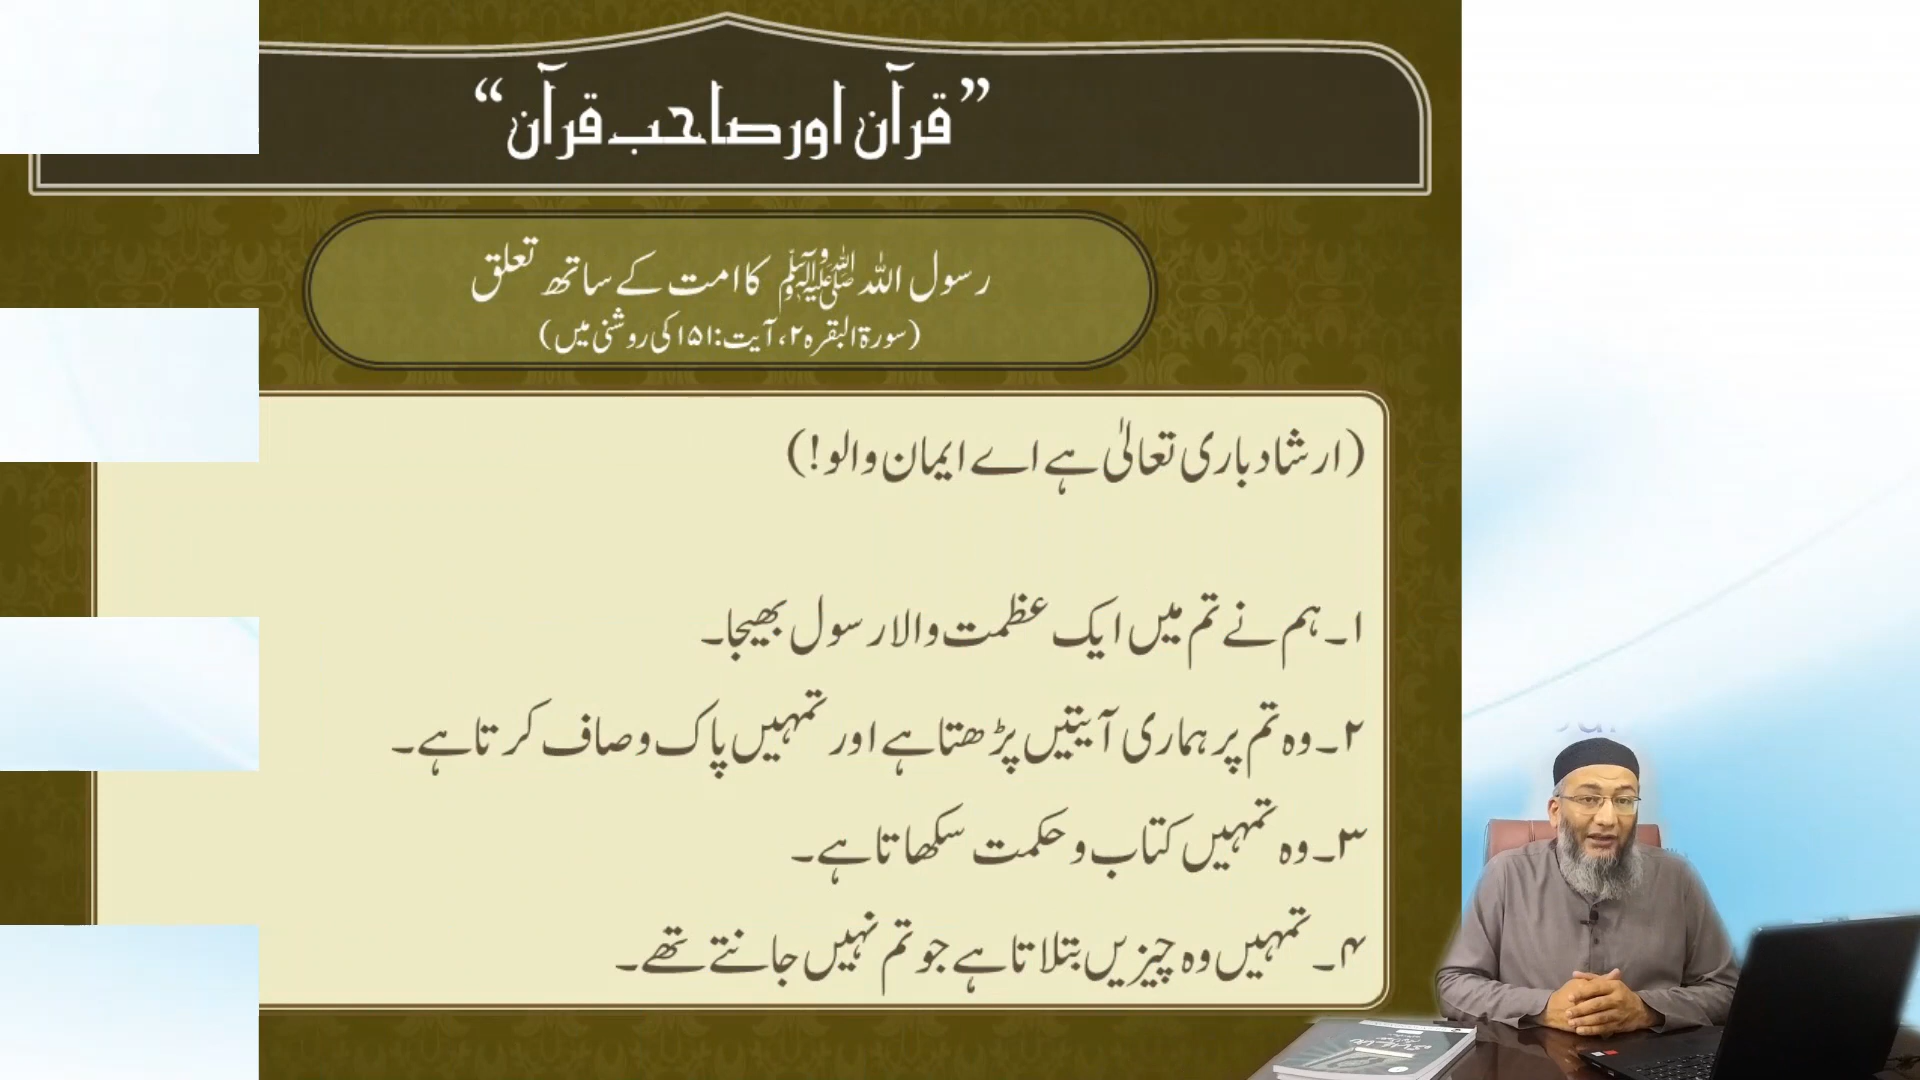 ”قرآن اور صاحب قرآن“
رسول اللہ ﷺ کا امت کے ساتھ تعلق
(سورۃ البقرہ ۲، آیت: ۱۵۱ کی روشنی میں)
(ارشاد باری تعالیٰ ہے اے ایمان والو!)
۱۔ ہم نے تم میں ایک عظمت والا رسول بھیجا۔
۲۔ وہ تم پر ہماری آیتیں پڑھتا ہے اور تمہیں پاک و صاف کرتا ہے۔
۳۔ وہ تمہیں کتاب و حکمت سکھاتا ہے۔
۴۔ تمہیں وہ چیزیں بتلاتا ہے جو تم نہیں جانتے تھے۔